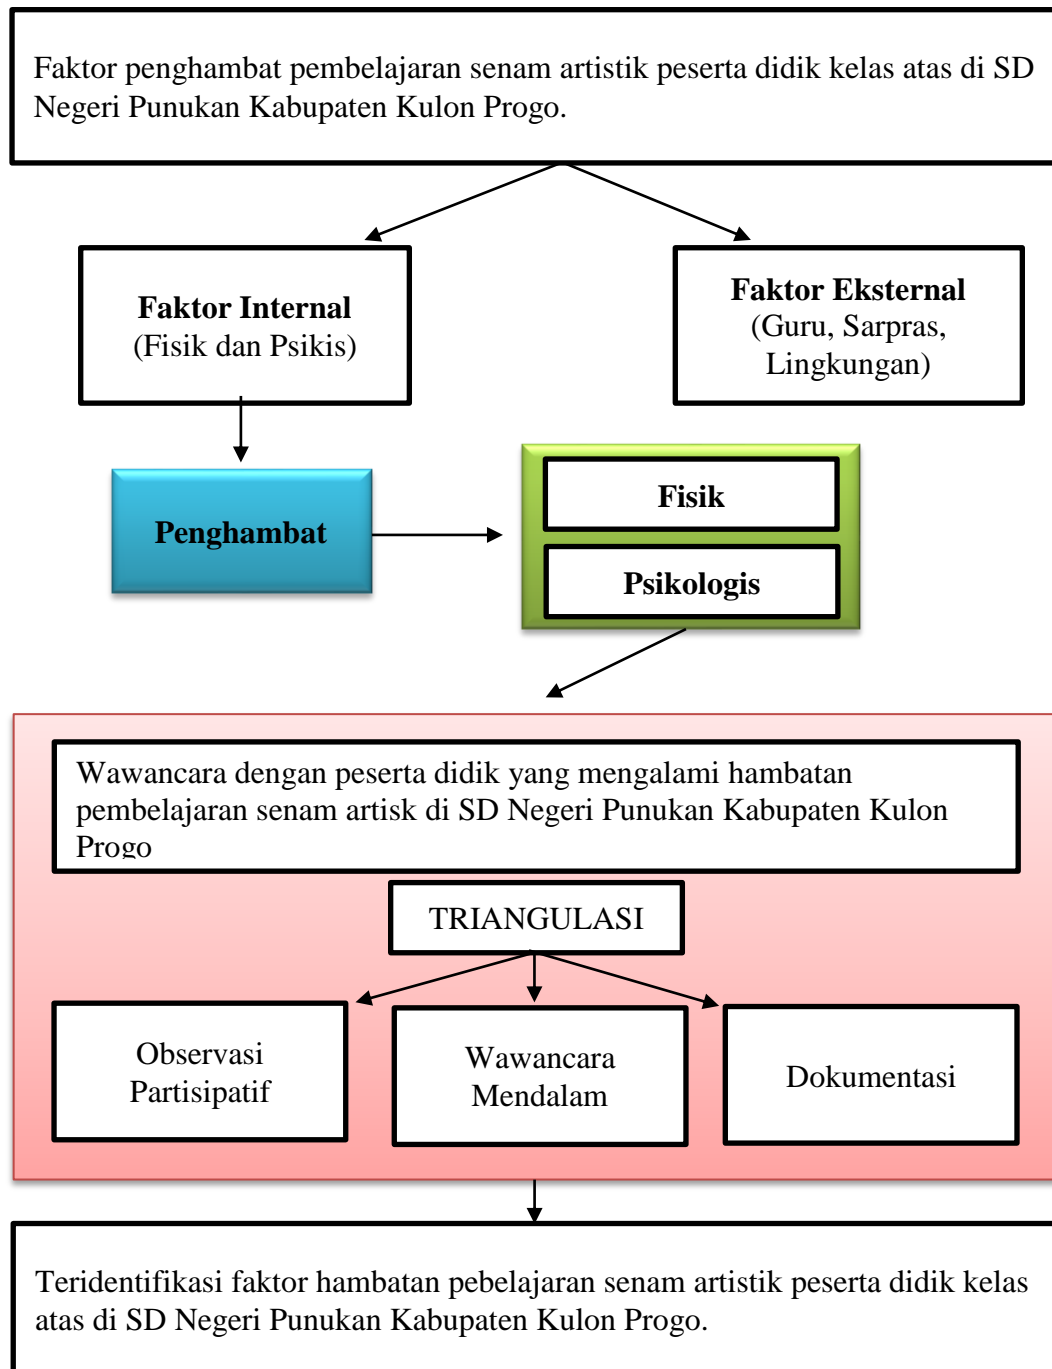 Faktor penghambat pembelajaran senam artistik peserta didik kelas atas di SD
Negeri Punukan Kabupaten Kulon Progo.
Faktor Internal
(Fisik dan Psikis)
Faktor Eksternal
(Guru, Sarpras,
Lingkungan)
Penghambat
Fisik
Psikologis
Wawancara dengan peserta didik yang mengalami hambatan
pembelajaran senam artisk di SD Negeri Punukan Kabupaten Kulon
Progo
TRIANGULASI
Observasi
Partisipatif
Wawancara
Mendalam
Dokumentasi
Teridentifikasi faktor hambatan pebelajaran senam artistik peserta didik kelas
atas di SD Negeri Punukan Kabupaten Kulon Progo.